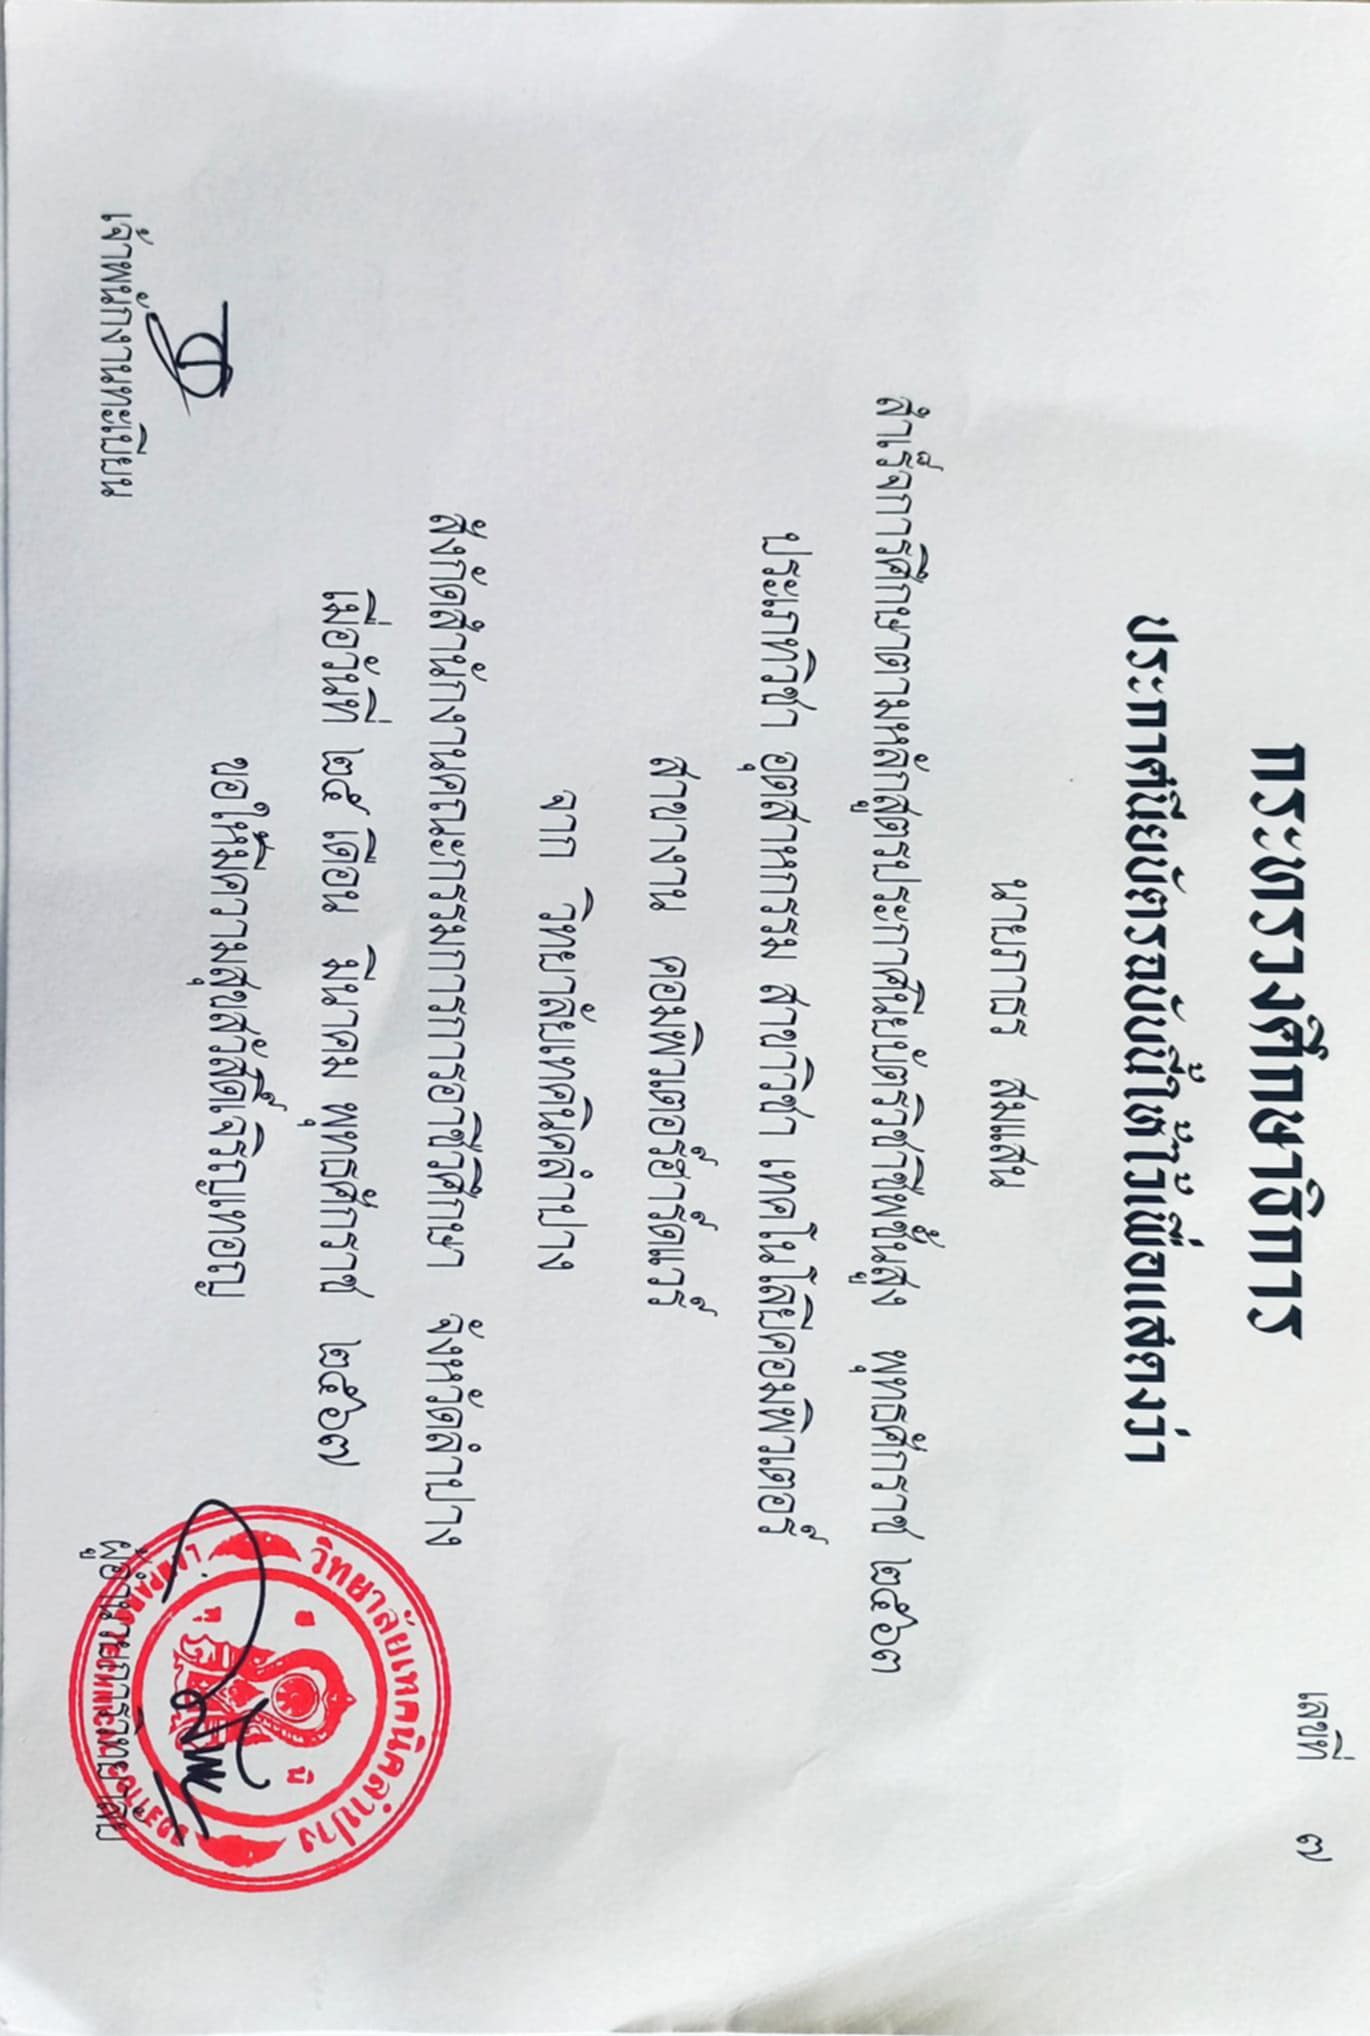 เลขที่ ๗
กระทรวงศึกษาธิการ
ประกาศนียบัตรฉบับนี้ให้ไว้เพื่อแสดงว่า
นายภาธร สมแสน
สำเร็จการศึกษาตามหลักสูตรประกาศนียบัตรวิชาชีพชั้นสูง พุทธศักราช ๒๕๖๓
ประเภทวิชา อุตสาหกรรม สาขาวิชา เทคโนโลยีคอมพิวเตอร์
สาขางาน คอมพิวเตอร์ฮาร์ดแวร์
จาก วิทยาลัยเทคนิคลำปาง
สังกัดสำนักงานคณะกรรมการการอาชีวศึกษา จังหวัดลำปาง
เมื่อวันที่ ๒๕ เดือน มีนาคม พุทธศักราช ๒๕๖๗
ขอให้มีความสุขสวัสดิ์เจริญเทอญ
วิทยาลัยเทคนิคลำปาง
LAMPANG TECHNICAL COLLEGE
เจ้าพนักงานทะเบียน
ผู้อำนวยการวิทยาลัย